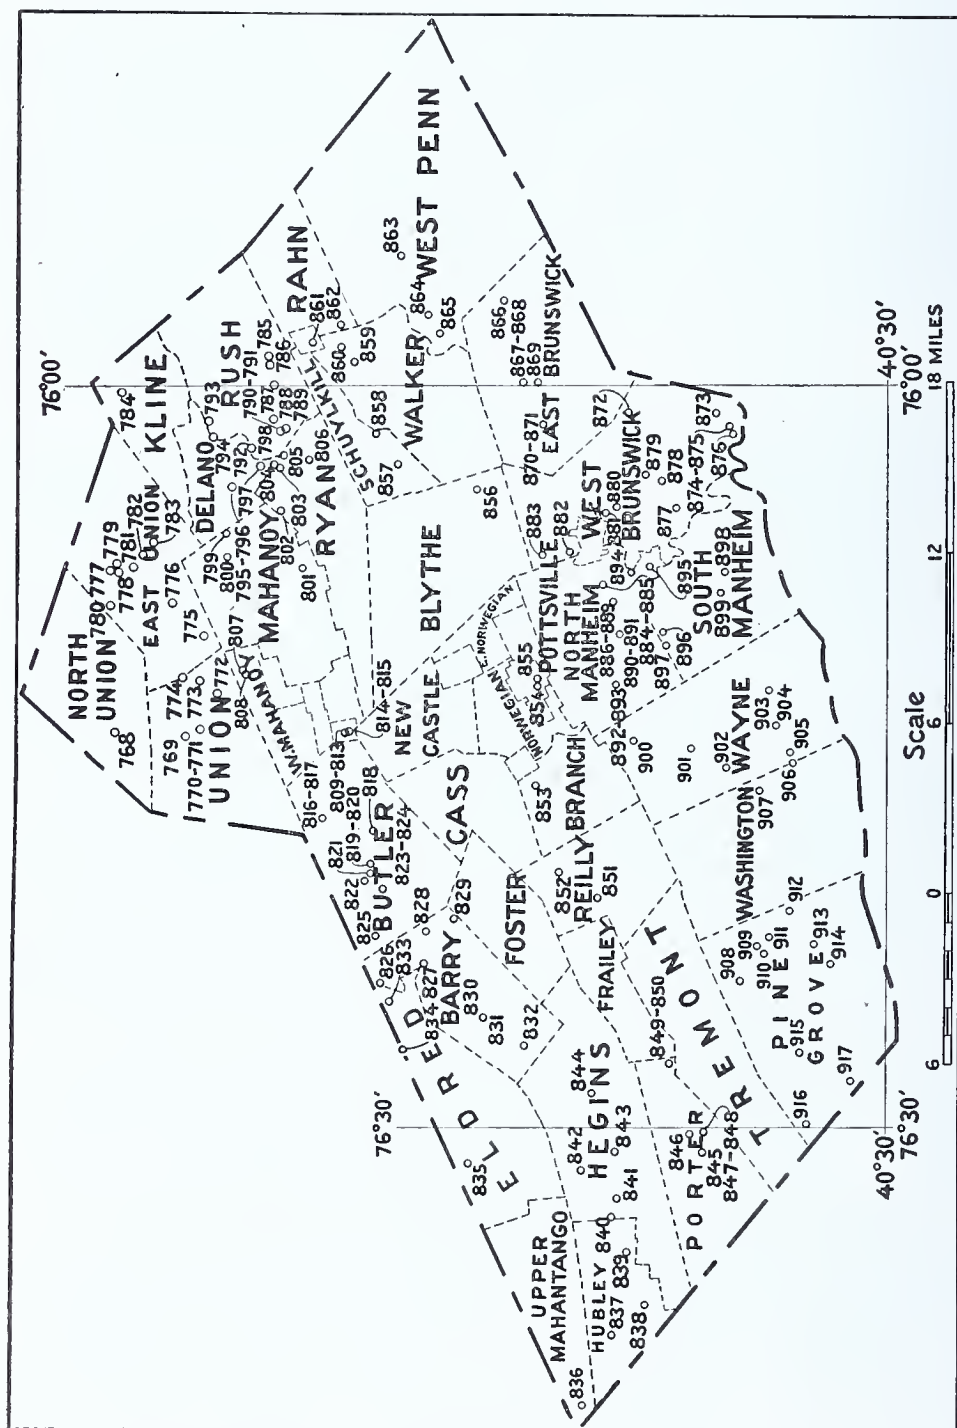 76°00'
784
KLINE
NORTH
UNION
780
777
779
778
781
782
EAST UNION
783
776
775
768
774
773
772
769
770-771
UNION
DELANO
793
794
RUSH
785
790-791
786
787
788
789
792
797
798
799
800
795-796
807
808
MAHANOY
804
805
806
803
802
801
RYAN
RAHN
861
862
860
859
SCHUYLKILL
W. MAHANOY
816-817
809-813
814-815
818
819-820
821
822
823-824
825
BUTLER
826
833
834
827
828
829
BARRY
830
831
832
ELDRED
76°30'
835
863
WEST PENN
864
865
WALKER
858
857
856
BLYTHE
NEW
CASTLE
CASS
FOSTER
866
867-868
869
EAST BRUNSWICK
870-871
872
883
882
E. NORWEGIAN
NORWEGIAN
POTTSVILLE
855
854
853
NORTH
MANHEIM
WEST
BRUNSWICK
879
878
880
881
877
873
874-875
876
894
895
884-885
886-889
890-891
896
897
892-893
SOUTH
MANHEIM
898
899
REILLY
BRANCH
852
851
FRAILEY
849-850
TREMONT
HEGINS
844
842
843
841
UPPER
MAHANTANGO
HUBLEY
840
839
837
838
836
PORTER
846
845
847-848
900
901
902
WAYNE
903
904
905
906
907
WASHINGTON
908
909
910
911
912
913
914
PINE
GROVE
915
916
917
40°30'
76°30'
40°30'
76°00'
Scale
6 0 6 12 18 MILES